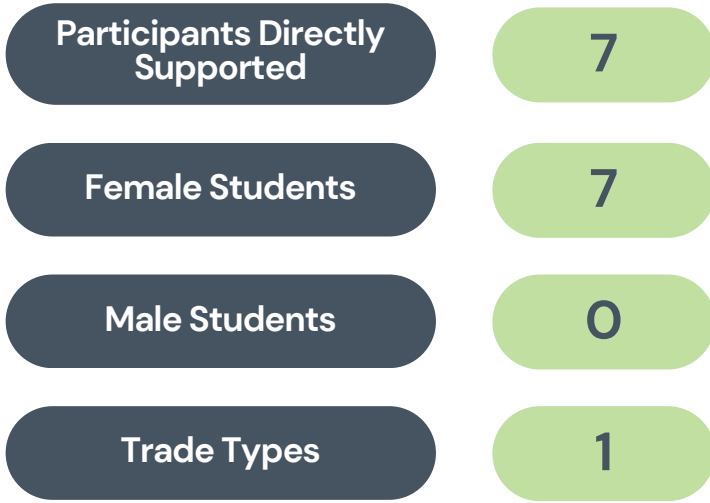 Participants Directly
Supported
7
Female Students
7
Male Students
0
Trade Types
1